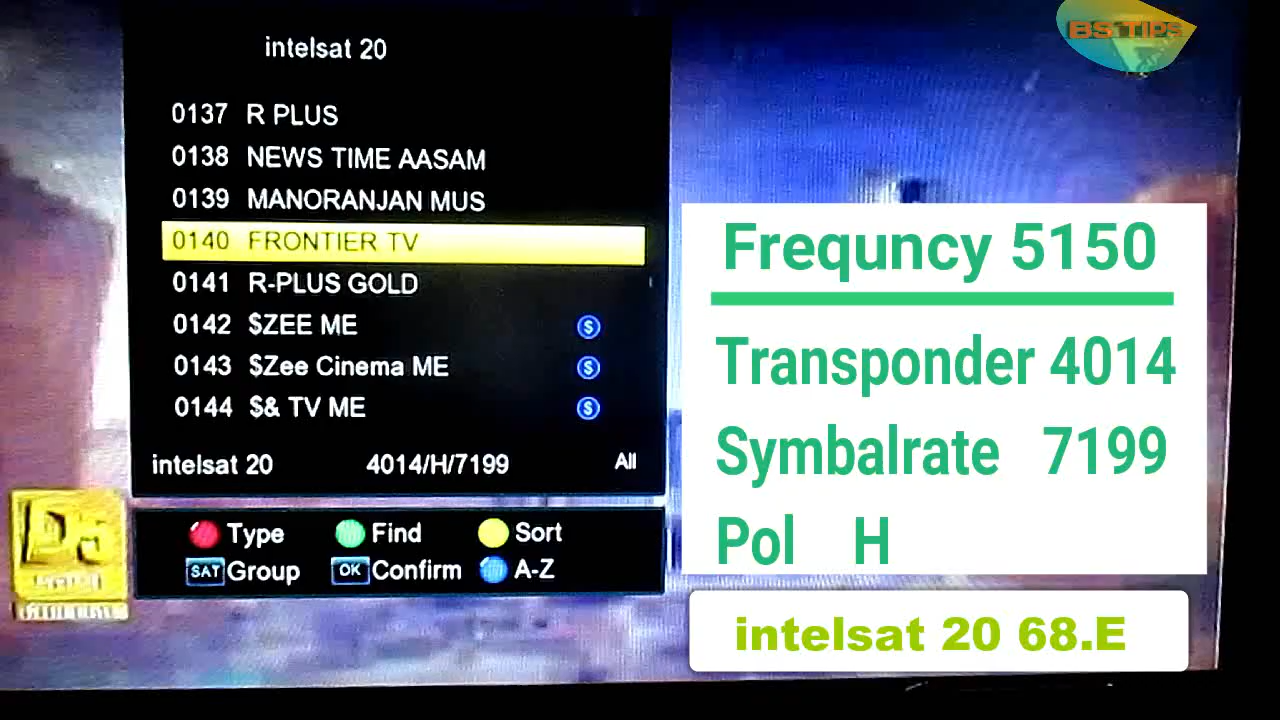 BS TIPS
intelsat 20
0137 R PLUS
0138 NEWS TIME AASAM
0139 MANORANJAN MUS
0140 FRONTIER TV
0141 R-PLUS GOLD
0142 $ZEE ME $
0143 $Zee Cinema ME $
0144 $& TV ME $
intelsat 20 4014/H/7199 All
Type Find Sort
SAT Group OK Confirm A-Z
Frequncy 5150
Transponder 4014
Symbalrate 7199
Pol H
intelsat 20 68.E